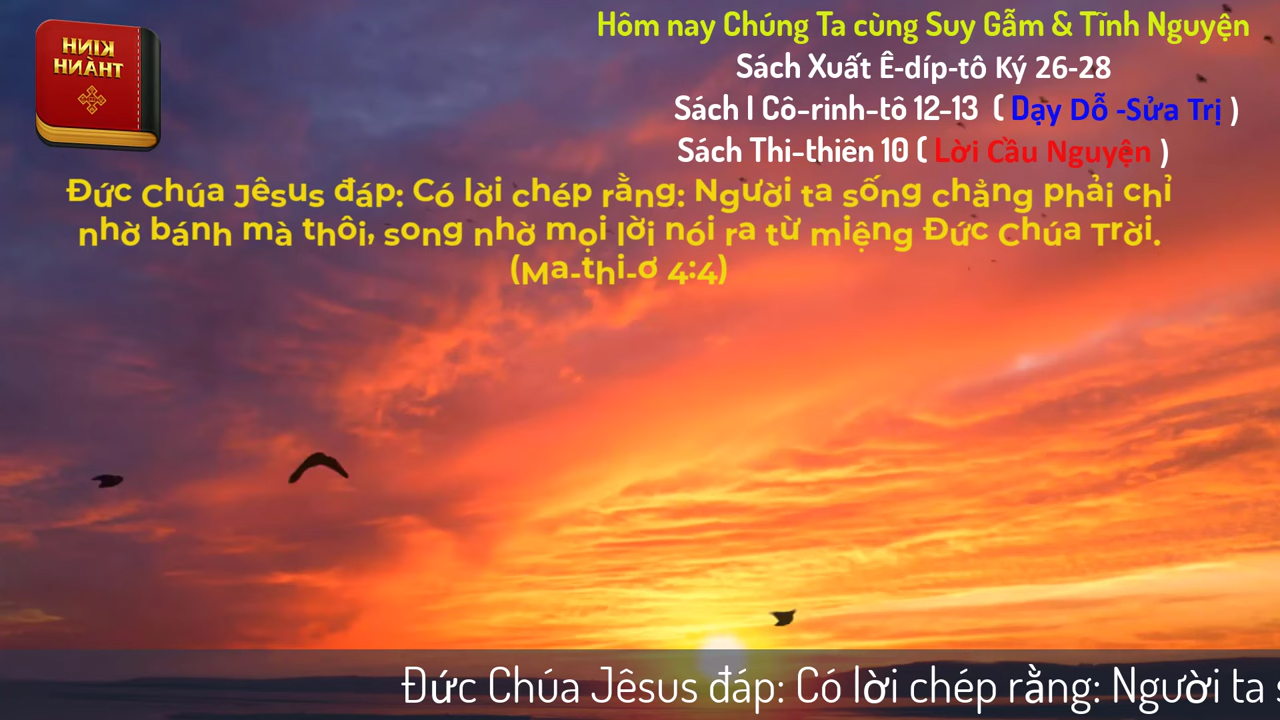 KINH
THÀNH
Hôm nay Chúng Ta cùng Suy Gẫm & Tĩnh Nguyện
Sách Xuất Ê-díp-tô Ký 26-28
Sách I Cô-rinh-tô 12-13 ( Dạy Dỗ -Sửa Trị )
Sách Thi-thiên 10 ( Lời Cầu Nguyện )
Đức Chúa Jêsus đáp: Có lời chép rằng: Người ta sống chẳng phải chỉ
nhờ bánh mà thôi, song nhờ mọi lời nói ra từ miệng Đức Chúa Trời.
(Ma-thi-ơ 4:4)
Đức Chúa Jêsus đáp: Có lời chép rằng: Người ta